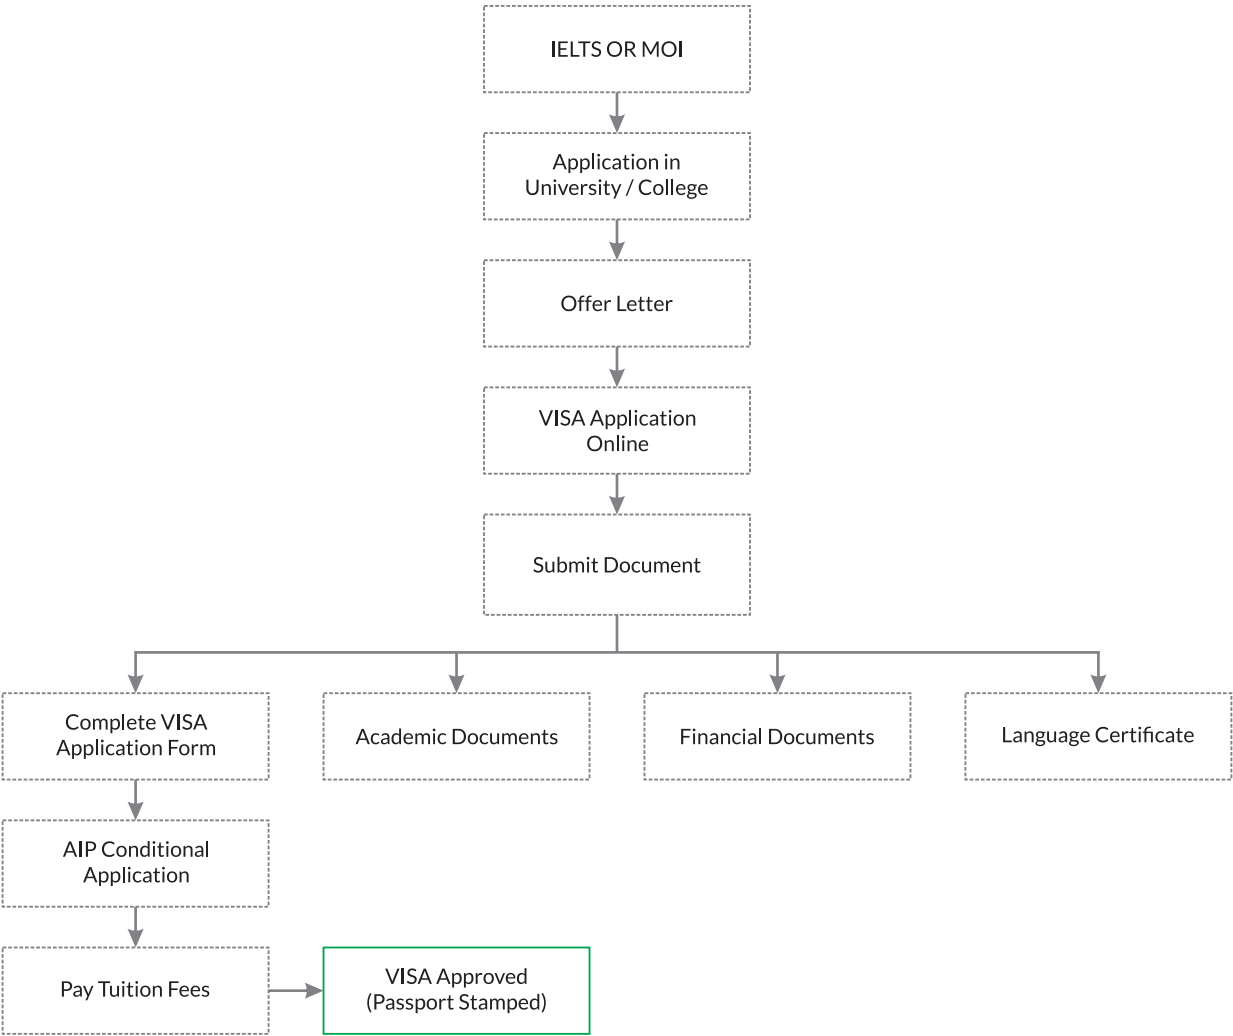 IELTS OR MOI
Application in
University / College
Offer Letter
VISA Application
Online
Submit Document
Complete VISA
Application Form
Academic Documents
Financial Documents
Language Certificate
AIP Conditional
Application
Pay Tuition Fees
VISA Approved
(Passport Stamped)